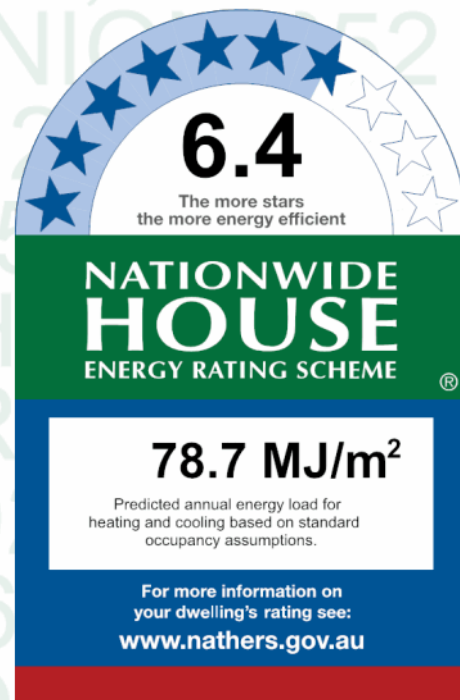 6.4
The more stars
the more energy efficient
NATIONWIDE
HOUSE
ENERGY RATING SCHEME
®
78.7 MJ/m²
Predicted annual energy load for
heating and cooling based on standard
occupancy assumptions.
For more information on
your dwelling's rating see:
www.nathers.gov.au